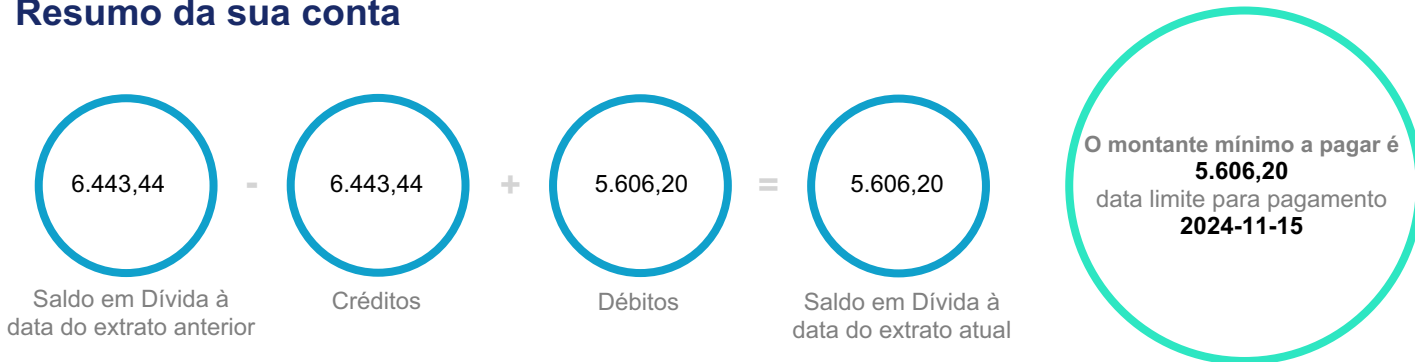 Resumo da sua conta
6.443,44 - 6.443,44 + 5.606,20 = 5.606,20
Saldo em Dívida à
data do extrato anterior
Créditos
Débitos
Saldo em Dívida à
data do extrato atual
O montante mínimo a pagar é
5.606,20
data limite para pagamento
2024-11-15